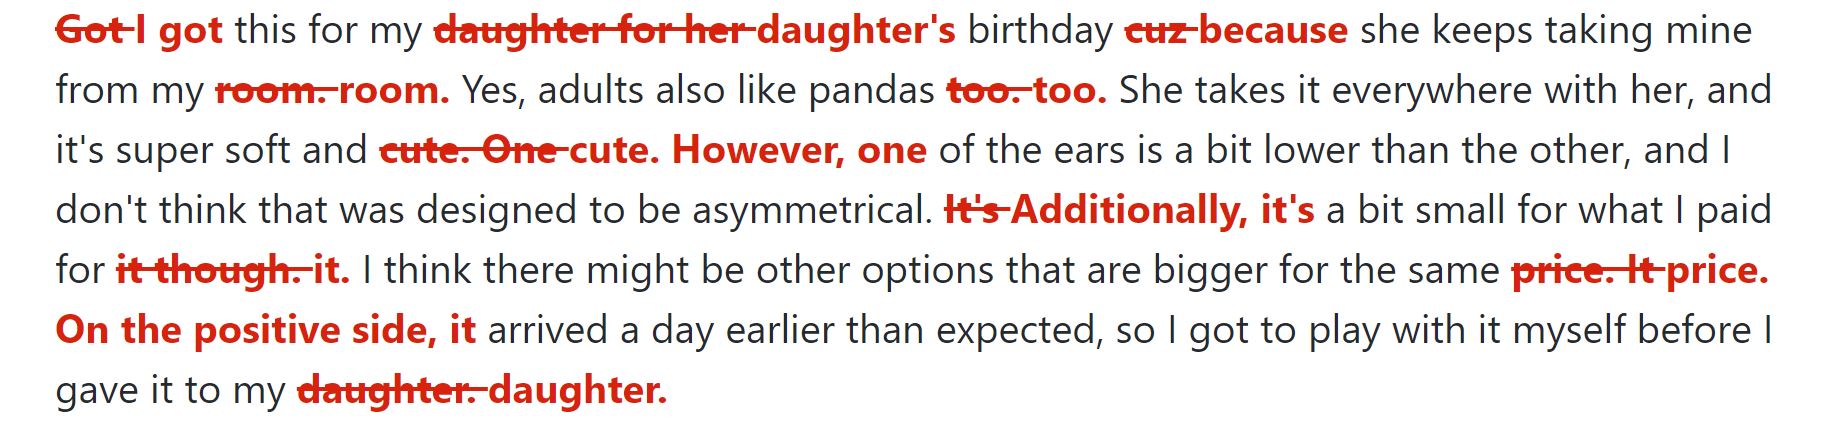 Got I got this for my daughter for her daughter's birthday cuz because she keeps taking mine
from my room. room. Yes, adults also like pandas too. too. She takes it everywhere with her, and
it's super soft and cute. One cute. However, one of the ears is a bit lower than the other, and I
don't think that was designed to be asymmetrical. It's Additionally, it's a bit small for what I paid
for it though. it. I think there might be other options that are bigger for the same price. It price.
On the positive side, it arrived a day earlier than expected, so I got to play with it myself before I
gave it to my daughter. daughter.